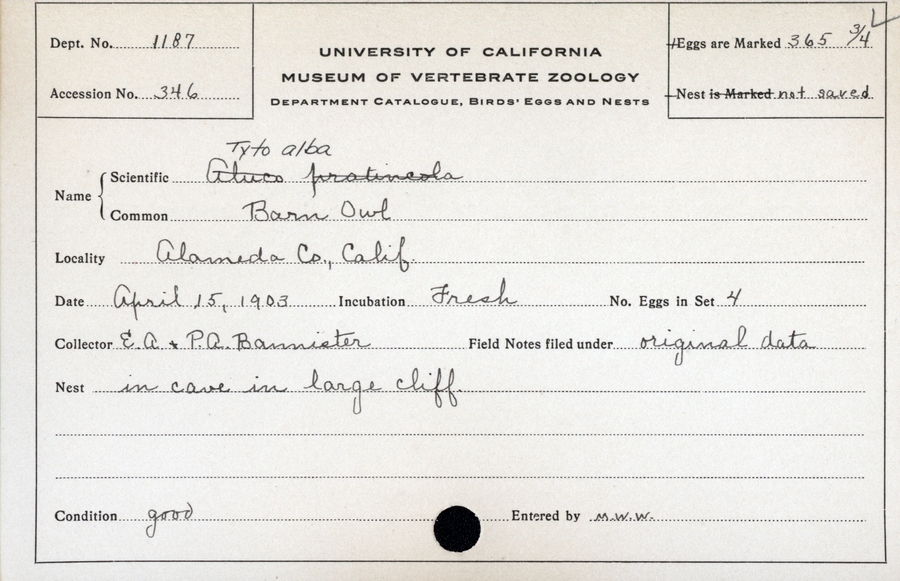 Dept. No. 1187
Accession No. 346
UNIVERSITY OF CALIFORNIA
MUSEUM OF VERTEBRATE ZOOLOGY
DEPARTMENT CATALOGUE, BIRDS' EGGS AND NESTS
Eggs are Marked 365 3/4
Nest is Marked not saved
Tyto alba
Name Scientific Aluco pratincola
Common Barn Owl
Locality Alameda Co., Calif.
Date April 15, 1903 Incubation Fresh No. Eggs in Set 4
Collector E.A. & P.A. Bannister Field Notes filed under original data
Nest in cave in large cliff.
Condition good Entered by M.W.W.